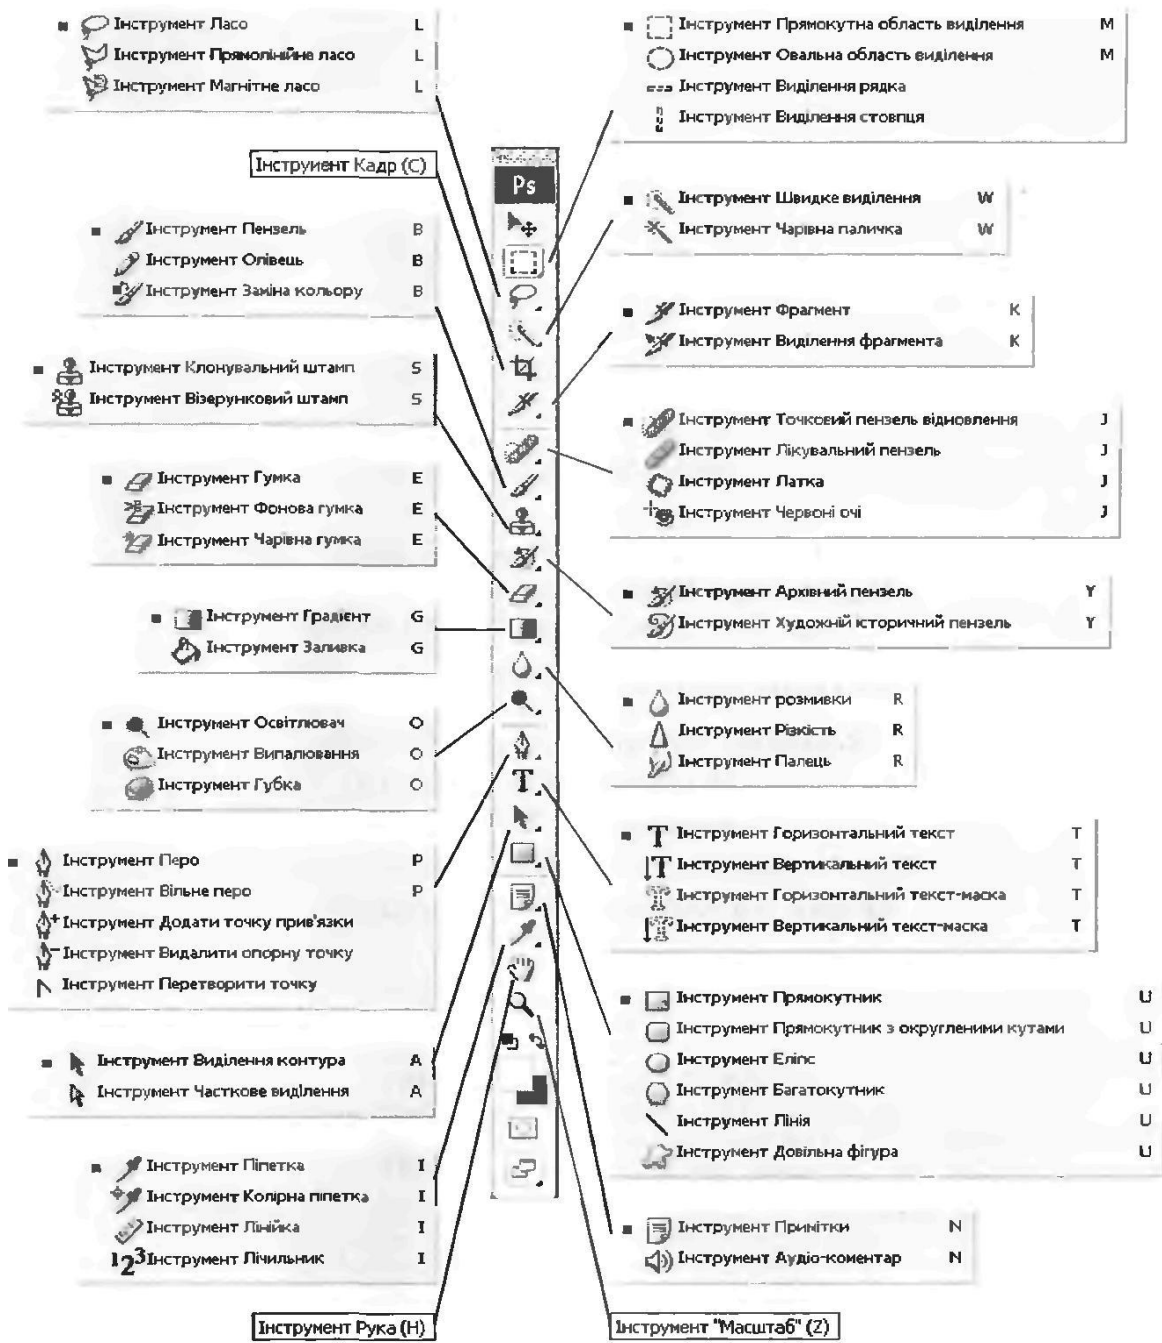 Інструмент Ласо L
Інструмент Прямолінійне ласо L
Інструмент Магнітне ласо L
Інструмент Кадр (C)
Інструмент Пензель B
Інструмент Олівець B
Інструмент Заміна кольору B
Інструмент Клонувальний штамп S
Інструмент Візерунковий штамп S
Інструмент Гумка E
Інструмент Фонова гумка E
Інструмент Чарівна гумка E
Інструмент Градієнт G
Інструмент Заливка G
Інструмент Освітлювач O
Інструмент Випалювання O
Інструмент Губка O
Інструмент Перо P
Інструмент Вільне перо P
Інструмент Додати точку прив'язки
Інструмент Видалити опорну точку
Інструмент Перетворити точку
Інструмент Виділення контура A
Інструмент Часткове виділення A
Інструмент Піпетка I
Інструмент Колірна піпетка I
Інструмент Лінійка I
123 Інструмент Лічильник I
Інструмент Рука (H)
Ps
T
Інструмент Прямокутна область виділення M
Інструмент Овальна область виділення M
Інструмент Виділення рядка
Інструмент Виділення стовпця
Інструмент Швидке виділення W
Інструмент Чарівна паличка W
Інструмент Фрагмент K
Інструмент Виділення фрагмента K
Інструмент Точковий пензель відновлення J
Інструмент Лікувальний пензель J
Інструмент Латка J
Інструмент Червоні очі J
Інструмент Архівний пензель Y
Інструмент Художній історичний пензель Y
Інструмент розмивки R
Інструмент Різкість R
Інструмент Палець R
T Інструмент Горизонтальний текст T
T Інструмент Вертикальний текст T
T Інструмент Горизонтальний текст-маска T
T Інструмент Вертикальний текст-маска T
Інструмент Прямокутник U
Інструмент Прямокутник з округленими кутами U
Інструмент Еліпс U
Інструмент Багатокутник U
Інструмент Лінія U
Інструмент Довільна фігура U
Інструмент Примітки N
Інструмент Аудіо-коментар N
Інструмент "Масштаб" (Z)